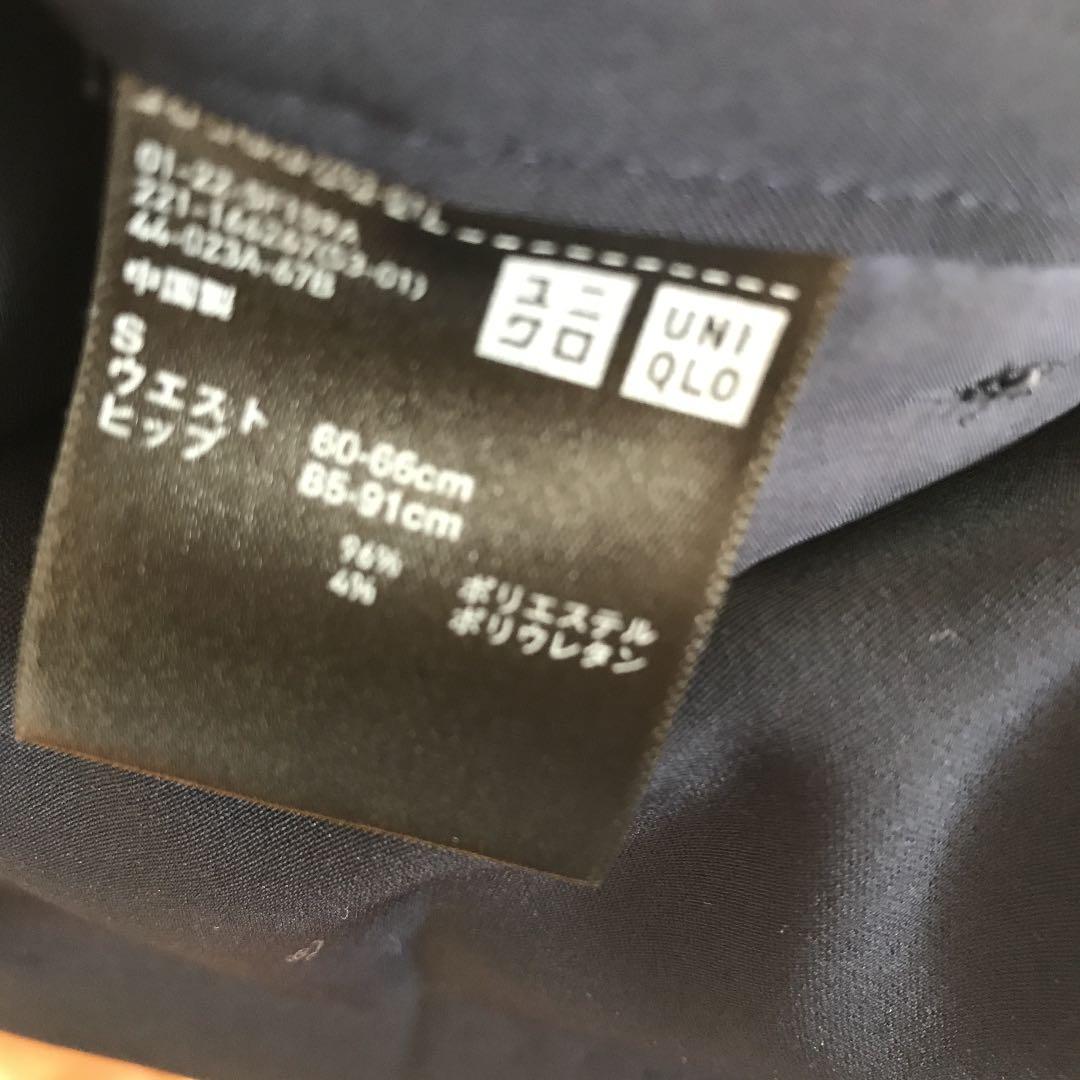 221-166267(03-01)
44-023A-67B
中国製
ユニ
クロ
UNI
QLO
S
ウエスト 60-66cm
ヒップ 85-91cm
96% ポリエステル
4% ポリウレタン